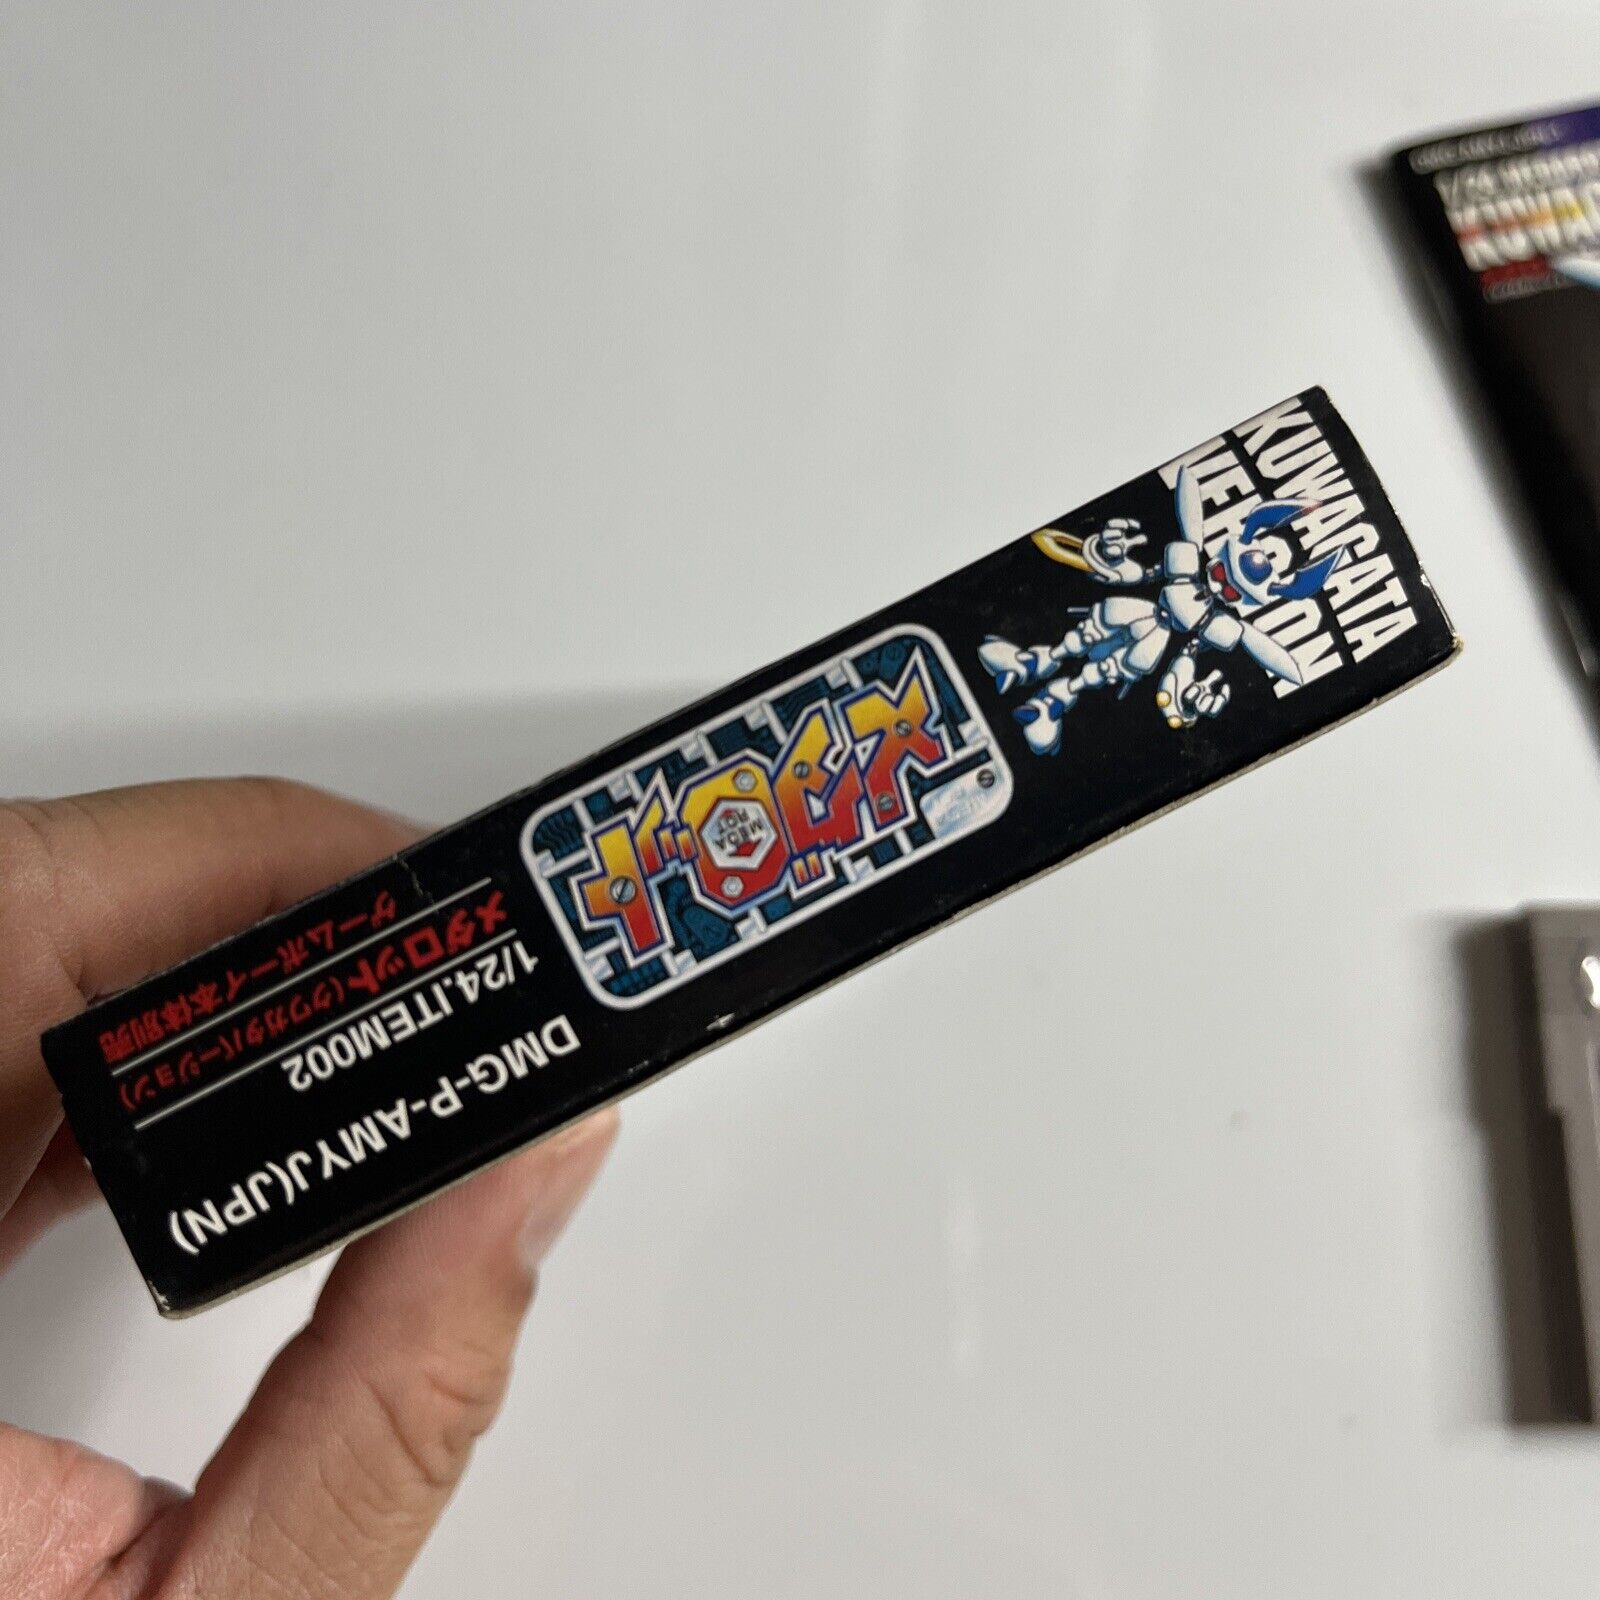 KUWAGATA
VERSION
メダロット
MEDA
ROT
DMG-P-AMYJ(JPN)
1/24.ITEM002
メダロット(クワガタバージョン)
ゲームボーイ本体別売